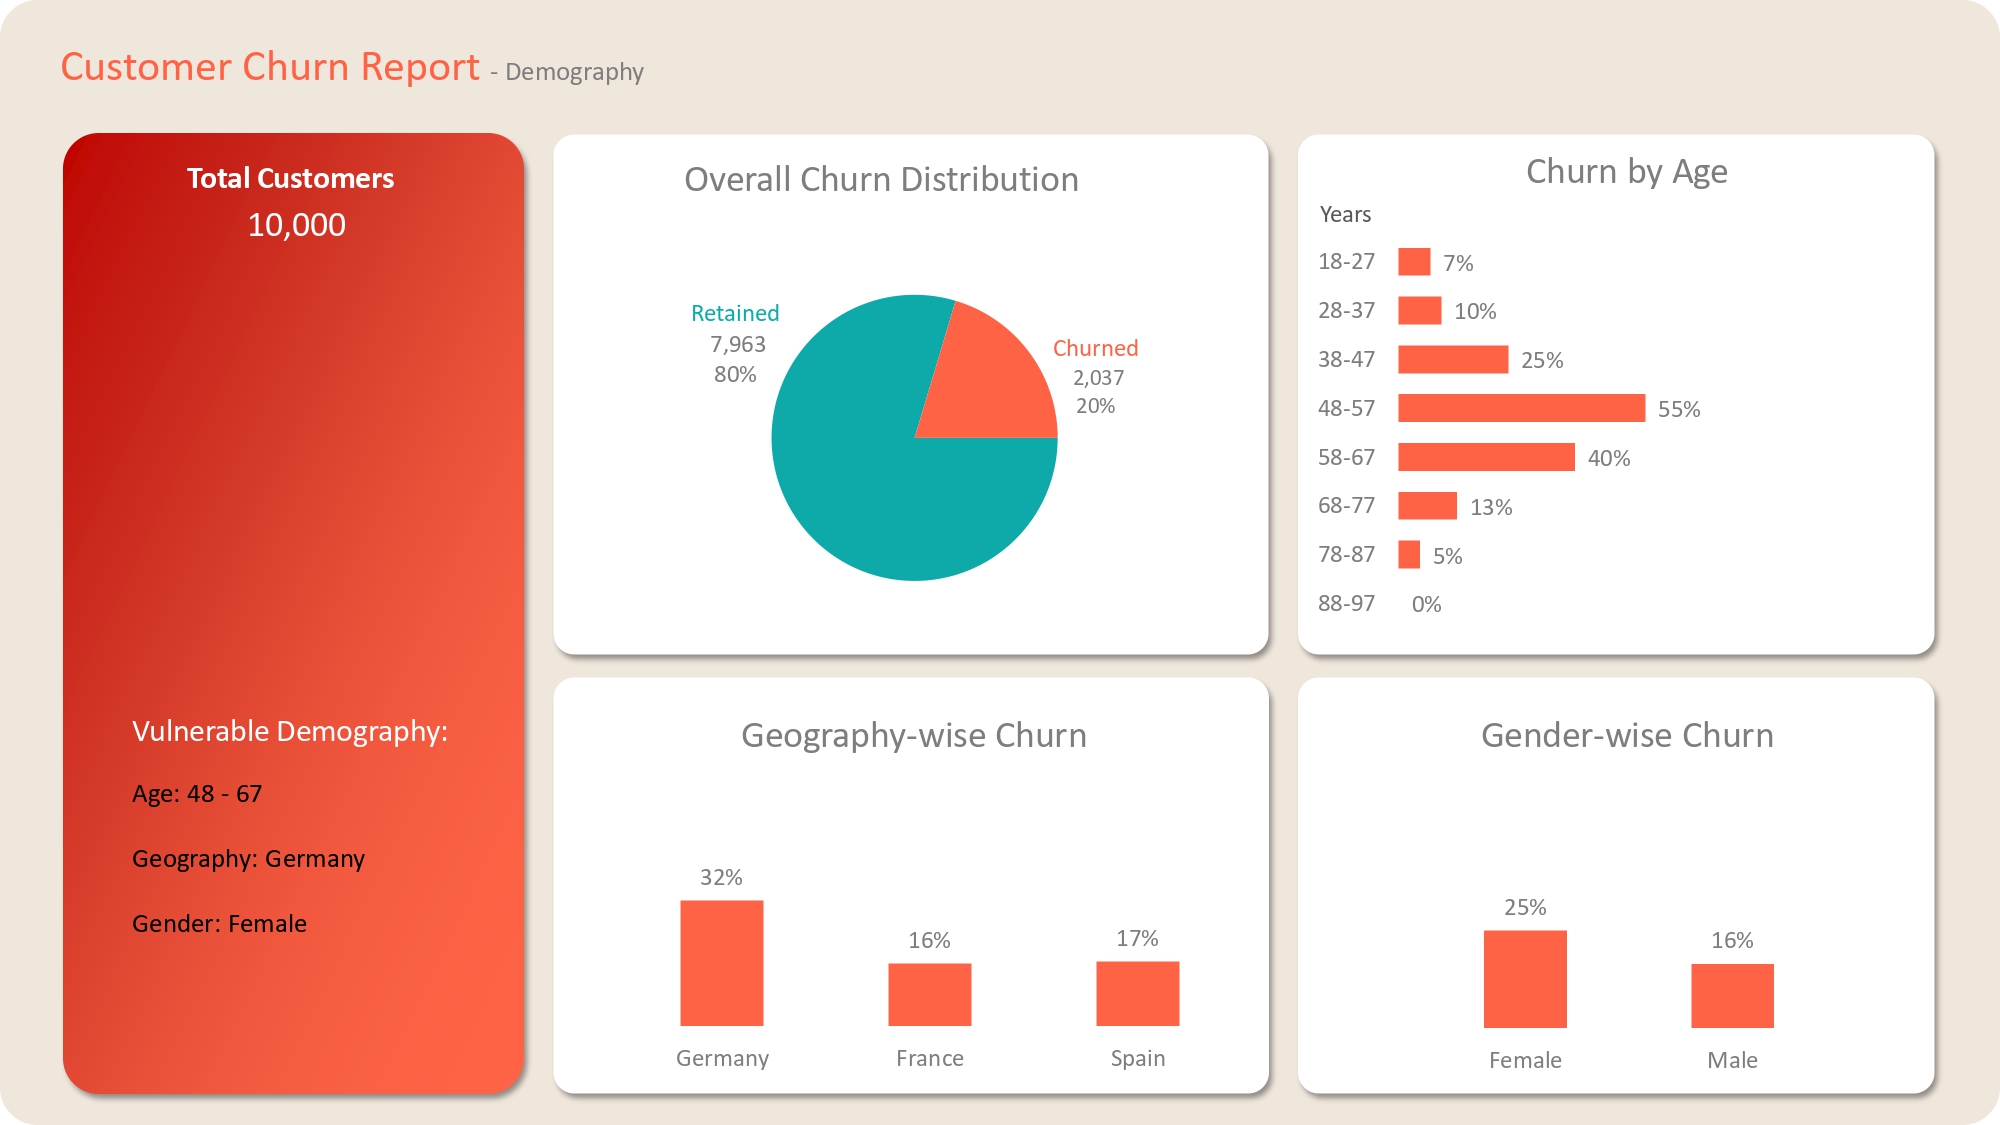 Customer Churn Report - Demography
Total Customers
10,000
Vulnerable Demography:
Age: 48 - 67
Geography: Germany
Gender: Female
Overall Churn Distribution
Retained
7,963
80%
Churned
2,037
20%
Churn by Age
Years
18-27 7%
28-37 10%
38-47 25%
48-57 55%
58-67 40%
68-77 13%
78-87 5%
88-97 0%
Geography-wise Churn
32% 16% 17%
Germany France Spain
Gender-wise Churn
25% 16%
Female Male